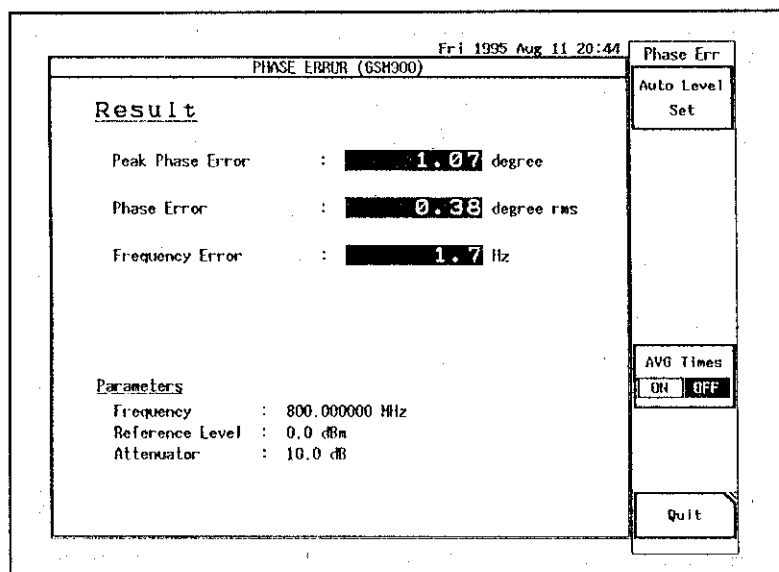 Fri 1995 Aug 11 20:44
PHASE ERROR (GSM900)
Result
Peak Phase Error : 1.07 degree
Phase Error : 0.38 degree rms
Frequency Error : 1.7 Hz
Parameters
Frequency : 800.000000 MHz
Reference Level : 0.0 dBm
Attenuator : 10.0 dB
Phase Err
Auto Level
Set
AVG Times
ON OFF
Quit